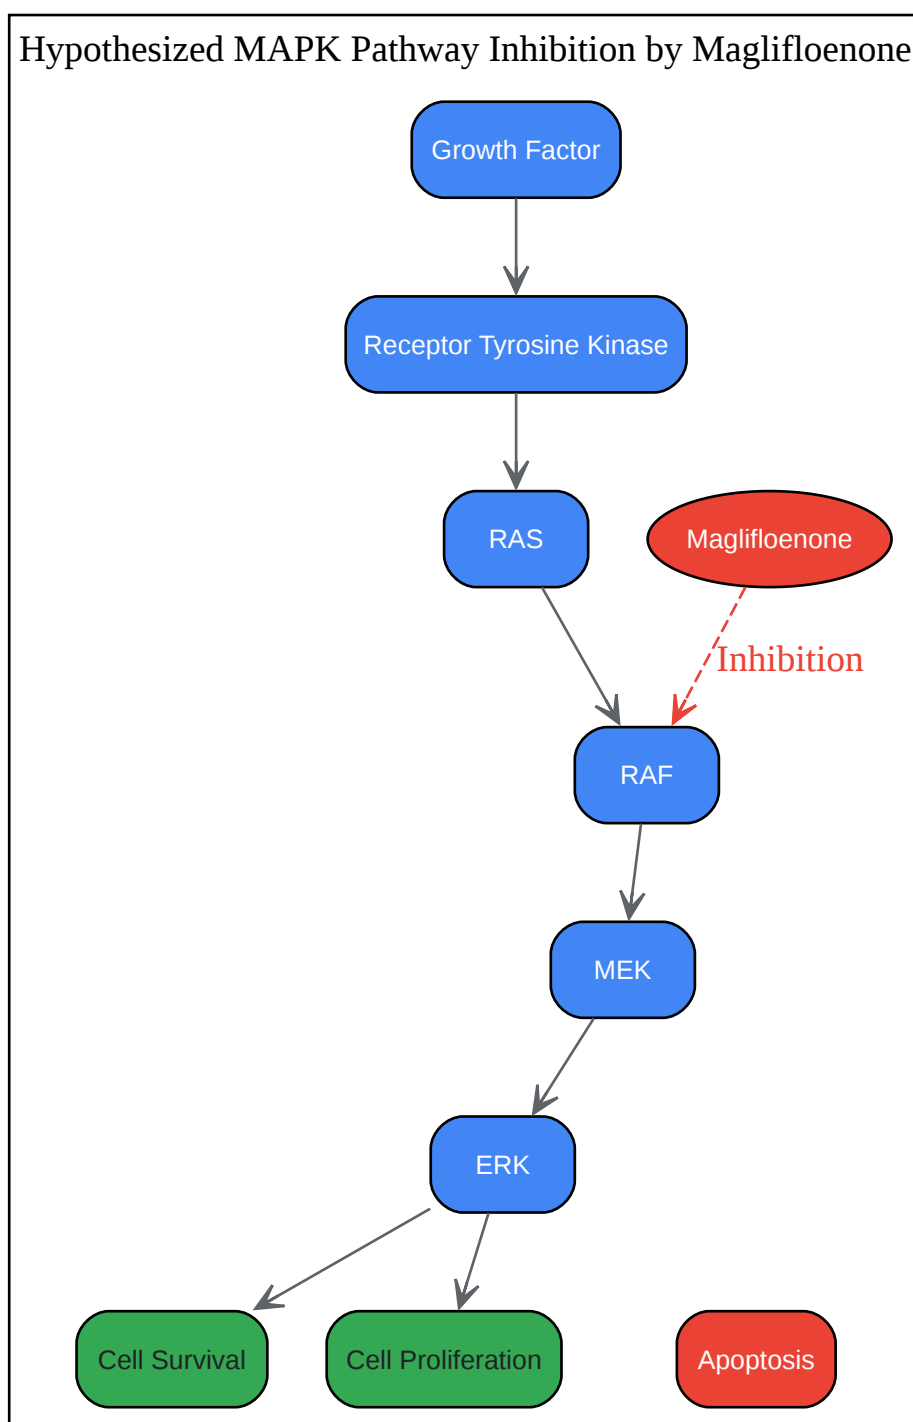 Hypothesized MAPK Pathway Inhibition by Maglifloenone
Growth Factor
Receptor Tyrosine Kinase
RAS
Maglifloenone
Inhibition
RAF
MEK
ERK
Cell Survival
Cell Proliferation
Apoptosis